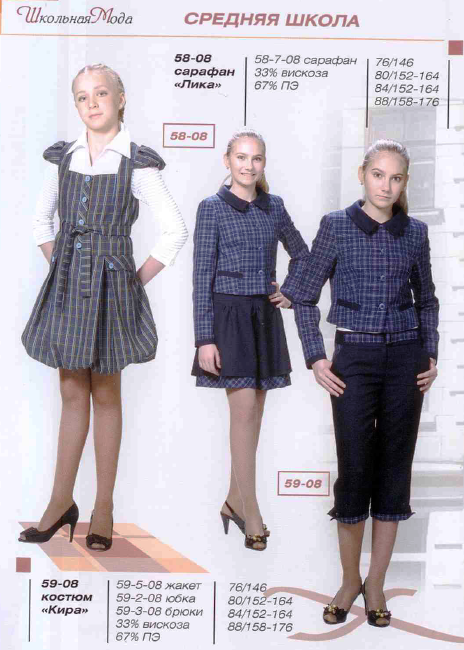 Школьная Мода
СРЕДНЯЯ ШКОЛА
58-08
сарафан
«Лика»
58-7-08 сарафан
33% вискоза
67% ПЭ
76/146
80/152-164
84/152-164
88/158-176
58-08
59-08
59-08
костюм
«Кира»
59-5-08 жакет
59-2-08 юбка
59-3-08 брюки
33% вискоза
67% ПЭ
76/146
80/152-164
84/152-164
88/158-176